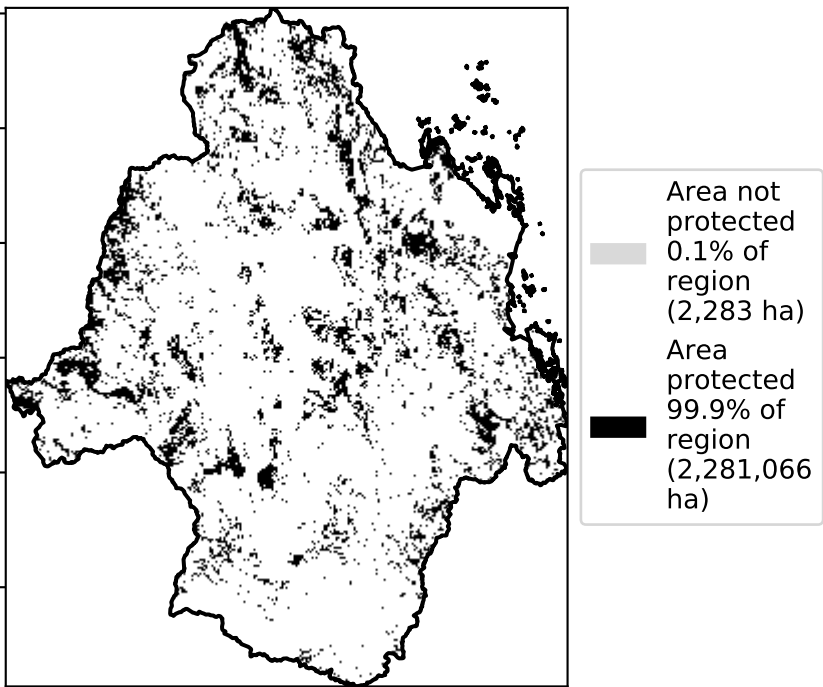 Area not
protected
0.1% of
region
(2,283 ha)
Area
protected
99.9% of
region
(2,281,066
ha)